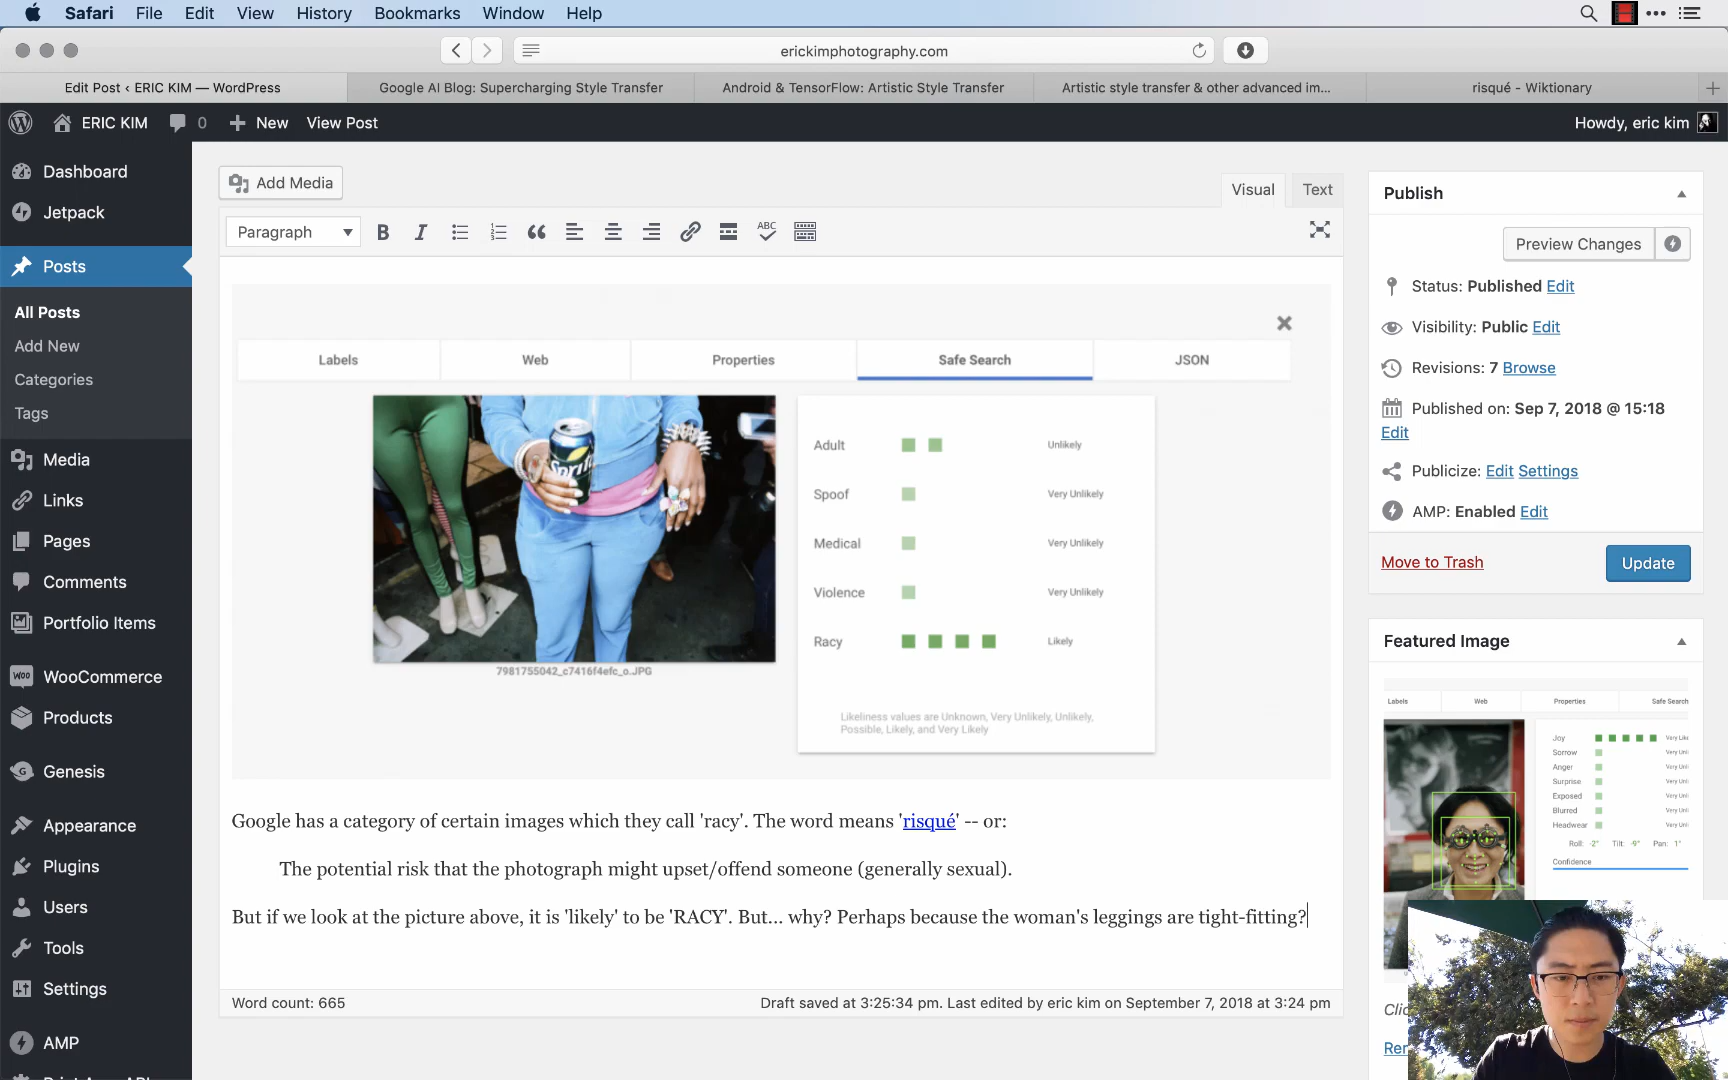 Safari File Edit View History Bookmarks Window Help
erickimphotography.com
Edit Post ‹ ERIC KIM — WordPress
Google AI Blog: Supercharging Style Transfer
Android & TensorFlow: Artistic Style Transfer
Artistic style transfer & other advanced im...
risqué - Wiktionary
ERIC KIM 0 New View Post
Howdy, eric kim
Dashboard
Jetpack
Posts
All Posts
Add New
Categories
Tags
Media
Links
Pages
Comments
Portfolio Items
WooCommerce
Products
Genesis
Appearance
Plugins
Users
Tools
Settings
AMP
Add Media
Visual Text
Paragraph
ABC
Labels Web Properties Safe Search JSON
Sprite
7981755042_c7416f4efc_o.JPG
Adult Unlikely
Spoof Very Unlikely
Medical Very Unlikely
Violence Very Unlikely
Racy Likely
Likeliness values are Unknown, Very Unlikely, Unlikely,
Possible, Likely, and Very Likely
Google has a category of certain images which they call 'racy'. The word means 'risqué' -- or:
The potential risk that the photograph might upset/offend someone (generally sexual).
But if we look at the picture above, it is 'likely' to be 'RACY'. But... why? Perhaps because the woman's leggings are tight-fitting?
Word count: 665
Draft saved at 3:25:34 pm. Last edited by eric kim on September 7, 2018 at 3:24 pm
Publish
Preview Changes
Status: Published Edit
Visibility: Public Edit
Revisions: 7 Browse
Published on: Sep 7, 2018 @ 15:18
Edit
Publicize: Edit Settings
AMP: Enabled Edit
Move to Trash
Update
Featured Image
Labels Web Properties Safe Search
Joy Very Like
Sorrow Very Unli
Anger Very Unli
Surprise Very Unli
Exposed Very Unli
Blurred Very Unli
Headwear Very Unli
Roll: -2° Tilt: -9° Pan: 1°
Confidence
Clic
Rer